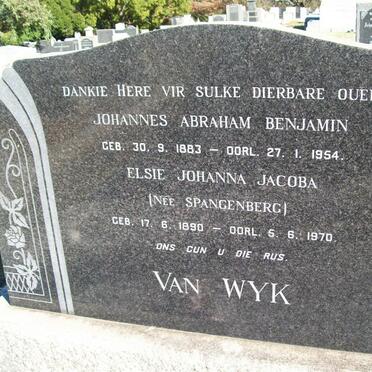 DANKIE HERE VIR SULKE DIERBARE OUE
JOHANNES ABRAHAM BENJAMIN
GEB. 30. 9. 1883 – OORL. 27. 1. 1954.
ELSIE JOHANNA JACOBA
(NEE SPANGENBERG)
GEB. 17. 6. 1890 – OORL. 5. 6. 1970.
ONS GUN U DIE RUS.
VAN WYK